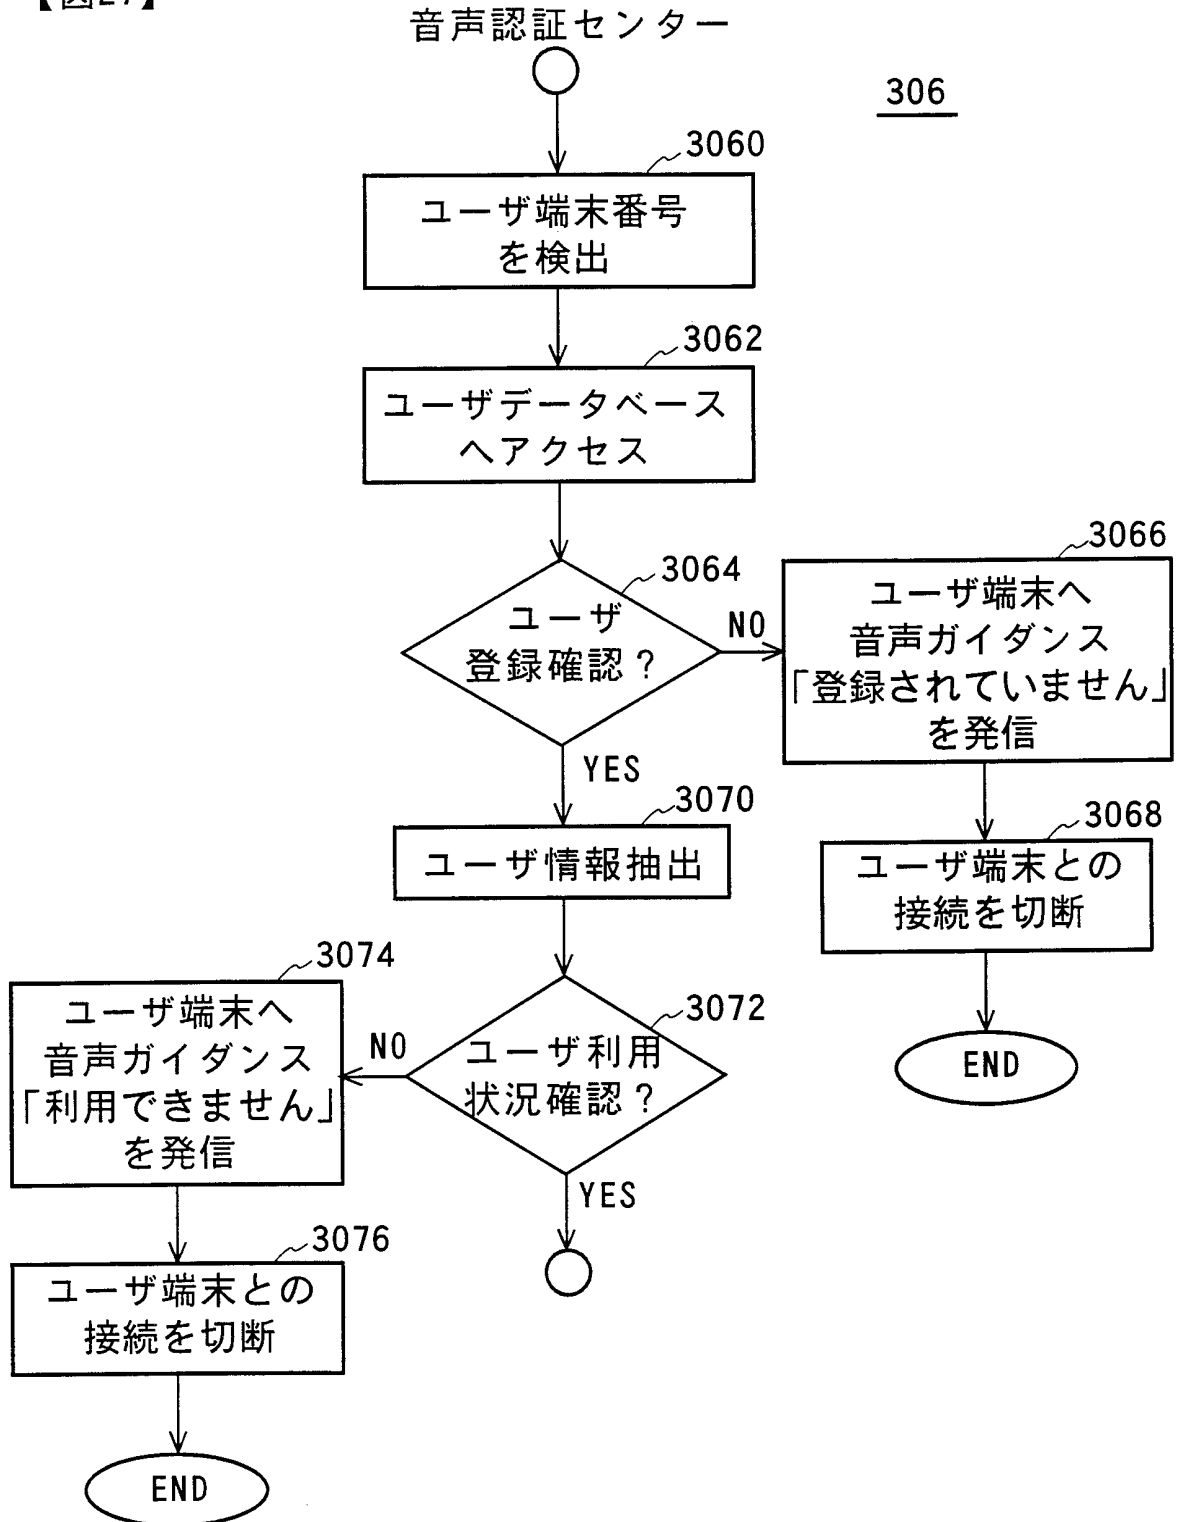 音声認証センター
306
3060
ユーザ端末番号
を検出
3062
ユーザデータベース
へアクセス
3064
ユーザ
登録確認？
NO
3066
ユーザ端末へ
音声ガイダンス
「登録されていません」
を発信
YES
3070
ユーザ情報抽出
3068
ユーザ端末との
接続を切断
END
3072
ユーザ利用
状況確認？
NO
3074
ユーザ端末へ
音声ガイダンス
「利用できません」
を発信
YES
3076
ユーザ端末との
接続を切断
END